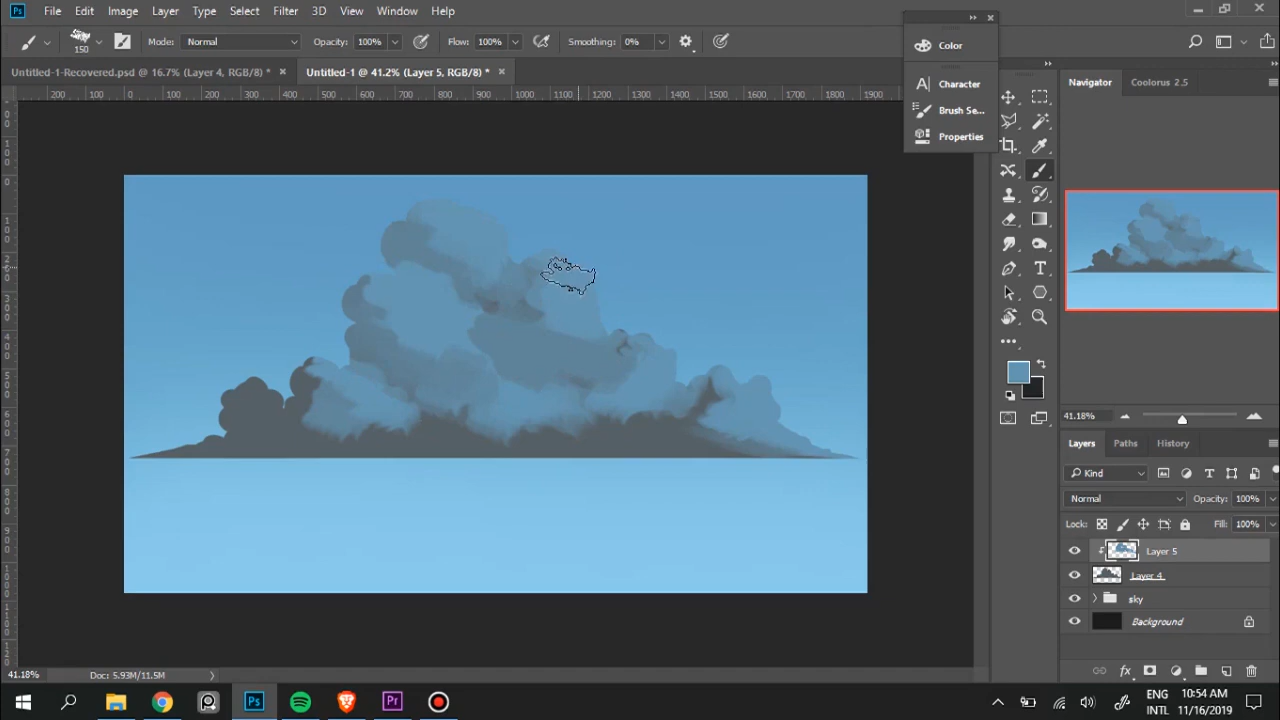 Ps File Edit Image Layer Type Select Filter 3D View Window Help
150 Mode: Normal Opacity: 100% Flow: 100% Smoothing: 0%
Untitled-1-Recovered.psd @ 16.7% (Layer 4, RGB/8) * Untitled-1 @ 41.2% (Layer 5, RGB/8) *
Color
Character
Brush Se...
Properties
Navigator Coolorus 2.5
200 100 0 100 200 300 400 500 600 700 800 900 1000 1100 1200 1300 1400 1500 1600 1700 1800 1900
41.18%
Layers Paths History
Kind
Normal Opacity: 100%
Lock: Fill: 100%
Layer 5
Layer 4
sky
Background
41.18% Doc: 5.93M/11.5M
Ps Pr
ENG
INTL
10:54 AM
11/16/2019